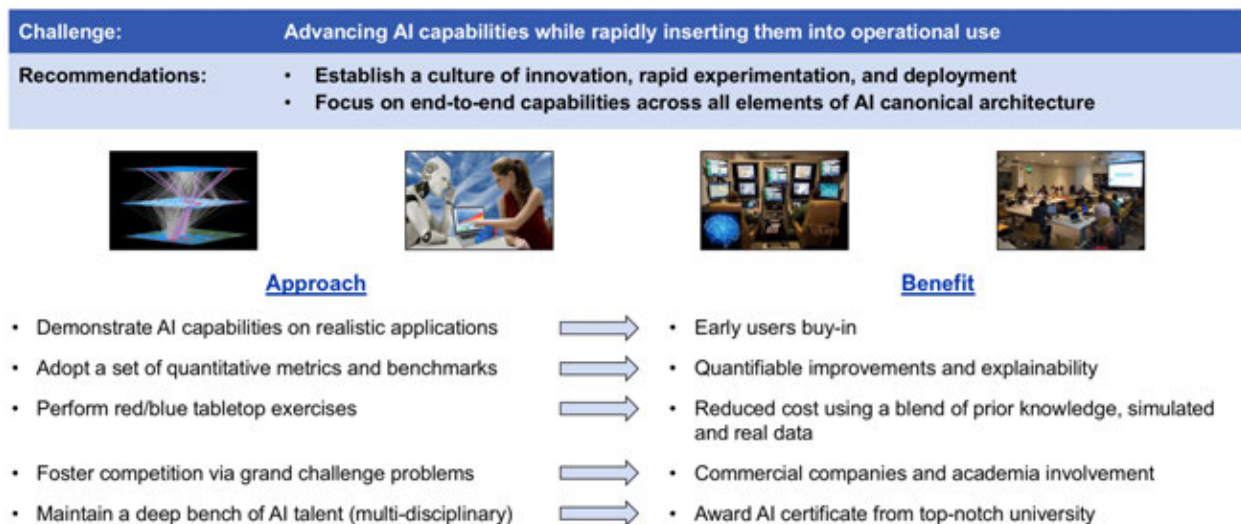 Challenge: Advancing AI capabilities while rapidly inserting them into operational use
Recommendations: • Establish a culture of innovation, rapid experimentation, and deployment
• Focus on end-to-end capabilities across all elements of AI canonical architecture
Approach Benefit
• Demonstrate AI capabilities on realistic applications • Early users buy-in
• Adopt a set of quantitative metrics and benchmarks • Quantifiable improvements and explainability
• Perform red/blue tabletop exercises • Reduced cost using a blend of prior knowledge, simulated
and real data
• Foster competition via grand challenge problems • Commercial companies and academia involvement
• Maintain a deep bench of AI talent (multi-disciplinary) • Award AI certificate from top-notch university